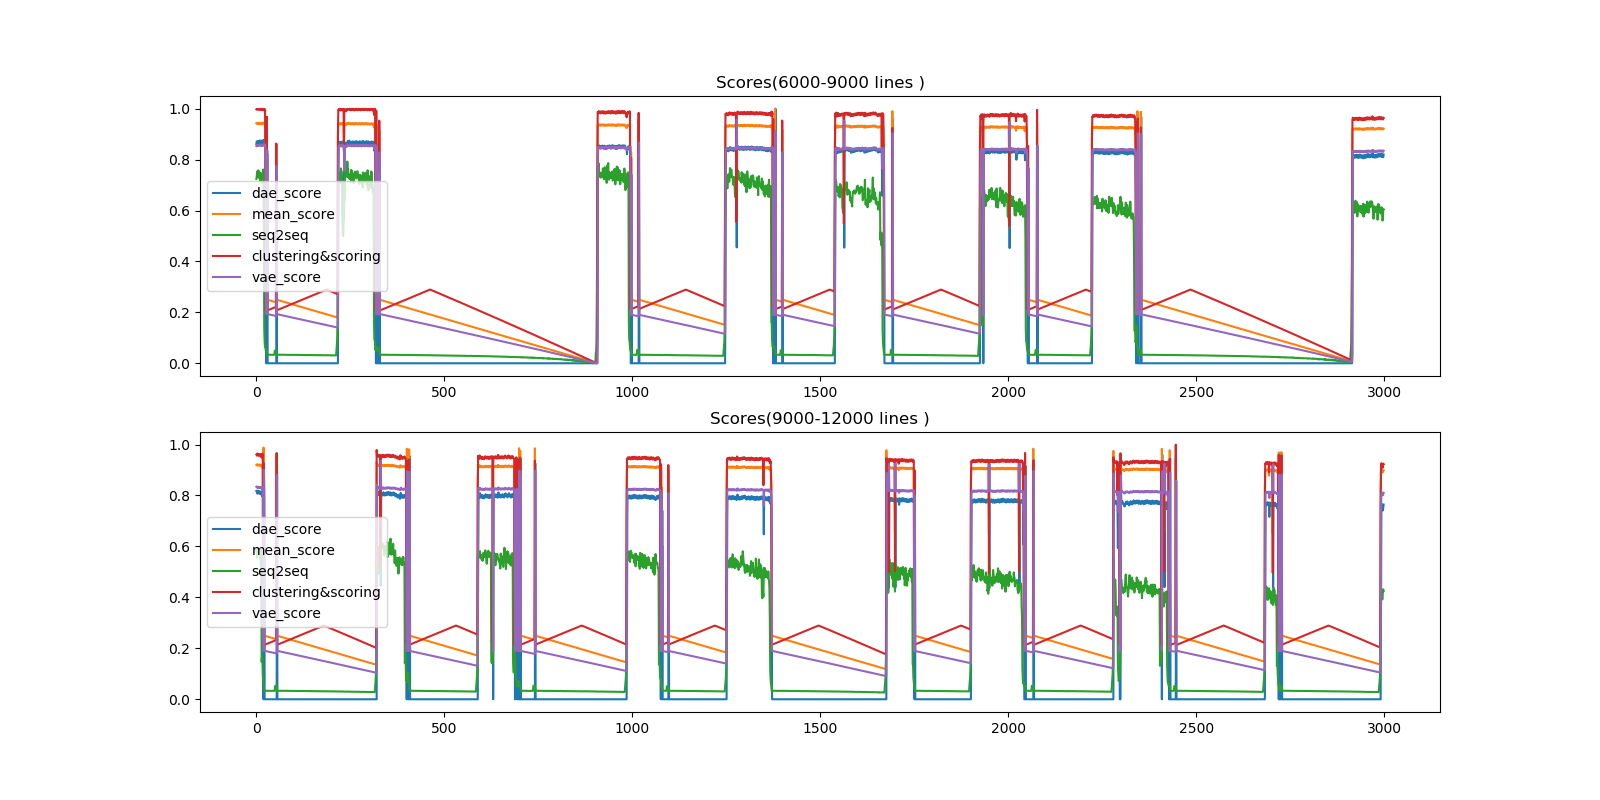 Scores(6000-9000 lines )
1.0
0.8
0.6
0.4
0.2
0.0
dae_score
mean_score
seq2seq
clustering&scoring
vae_score
0 500 1000 1500 2000 2500 3000
Scores(9000-12000 lines )
1.0
0.8
0.6
0.4
0.2
0.0
dae_score
mean_score
seq2seq
clustering&scoring
vae_score
0 500 1000 1500 2000 2500 3000